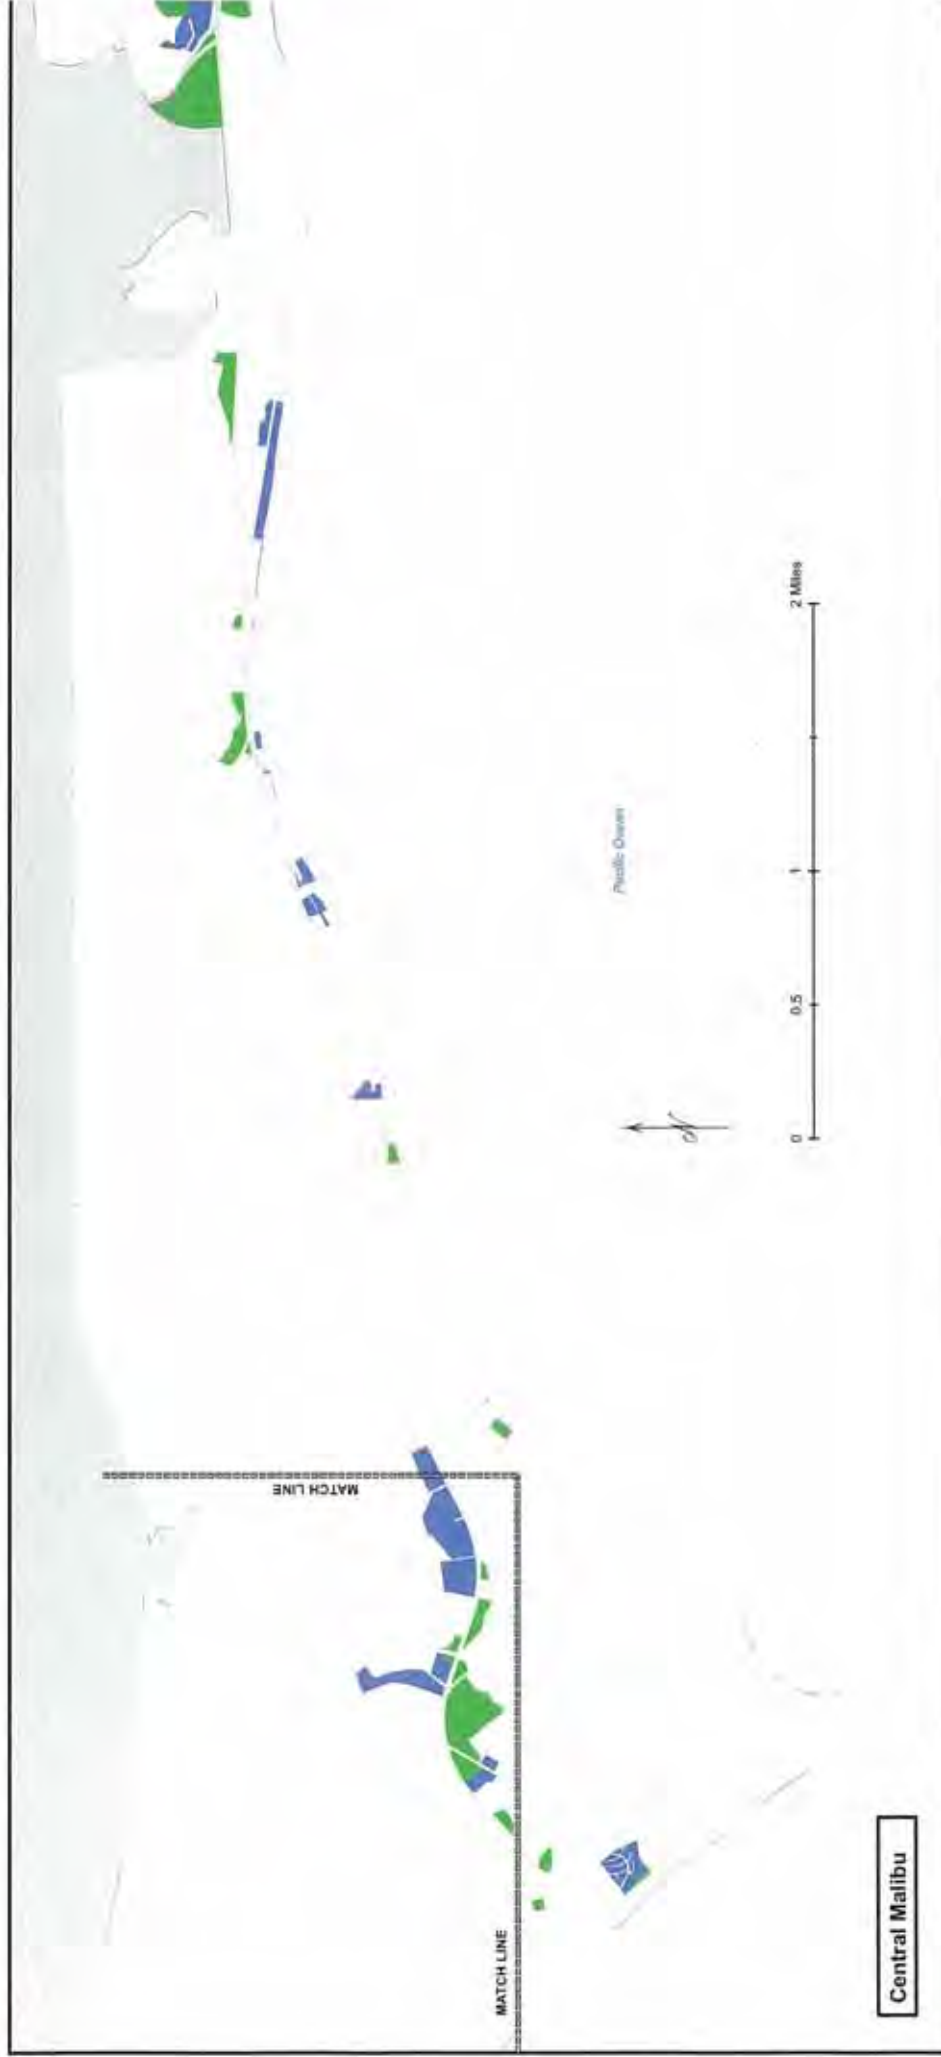 MATCH LINE
MATCH LINE
Pacific Ocean
N
0 0.5 1 2 Miles
Central Malibu